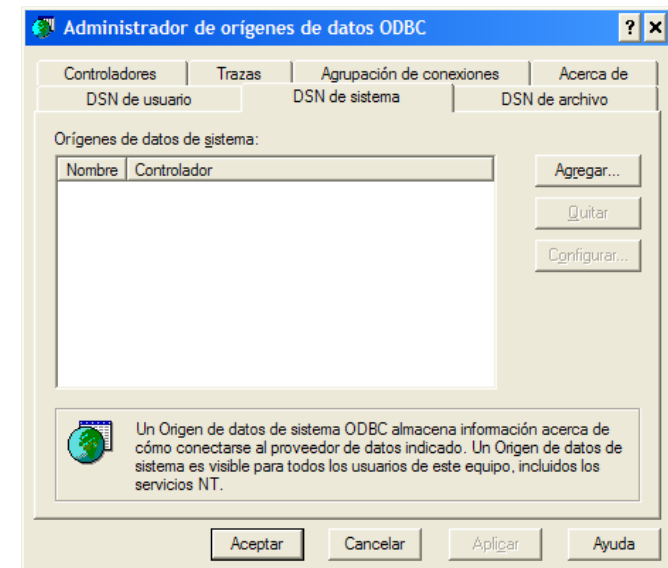 Administrador de orígenes de datos ODBC
Controladores Trazas Agrupación de conexiones Acerca de
DSN de usuario DSN de sistema DSN de archivo
Orígenes de datos de sistema:
Nombre Controlador
Agregar...
Quitar
Configurar...
Un Origen de datos de sistema ODBC almacena información acerca de
cómo conectarse al proveedor de datos indicado. Un Origen de datos de
sistema es visible para todos los usuarios de este equipo, incluidos los
servicios NT.
Aceptar Cancelar Aplicar Ayuda